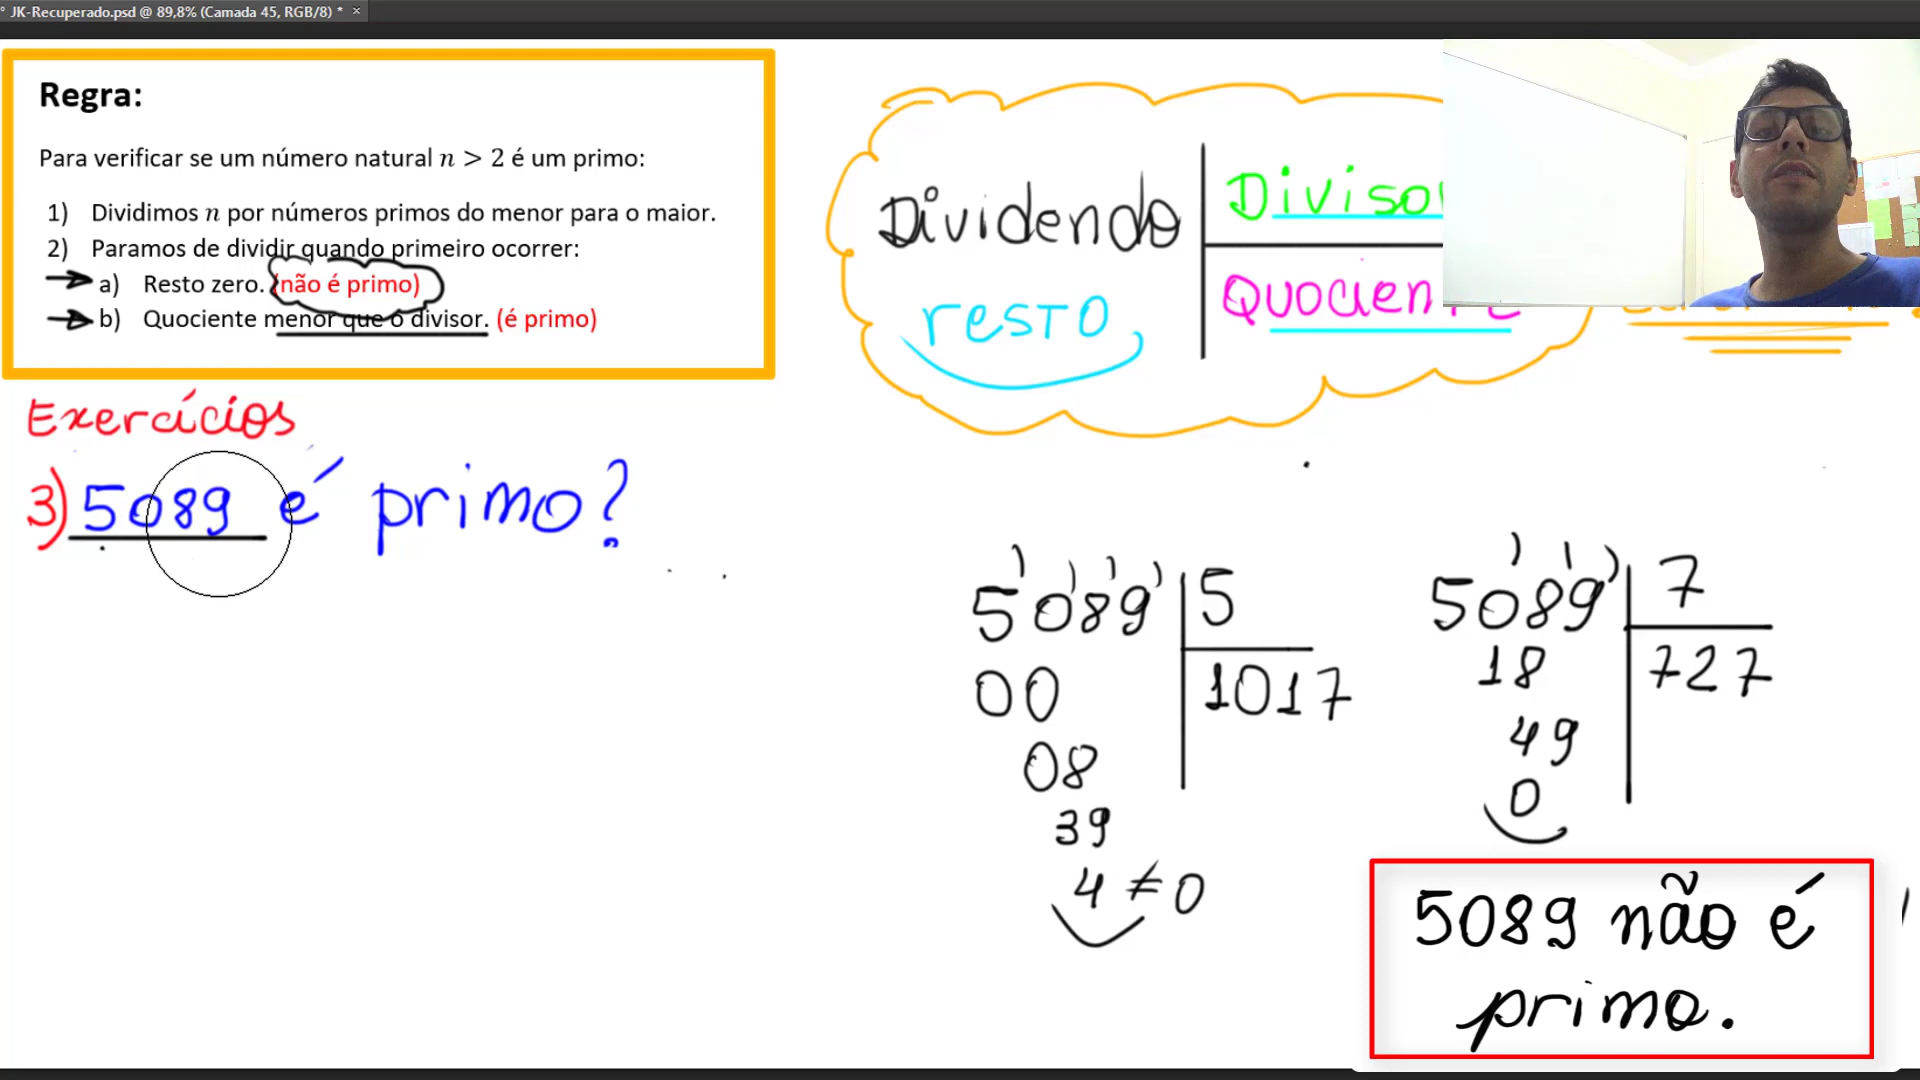 JK-Recuperado.psd @ 89,8% (Camada 45, RGB/8) * ×
Regra:
Para verificar se um número natural n > 2 é um primo:
1) Dividimos n por números primos do menor para o maior.
2) Paramos de dividir quando primeiro ocorrer:
a) Resto zero. (não é primo)
b) Quociente menor que o divisor. (é primo)
Dividendo Divisor
resto Quociente
Exercícios
3) 5089 é primo?
5089 5
00 1017
08
39
4 ≠ 0
5089 7
18 727
49
0
5089 não é
primo.